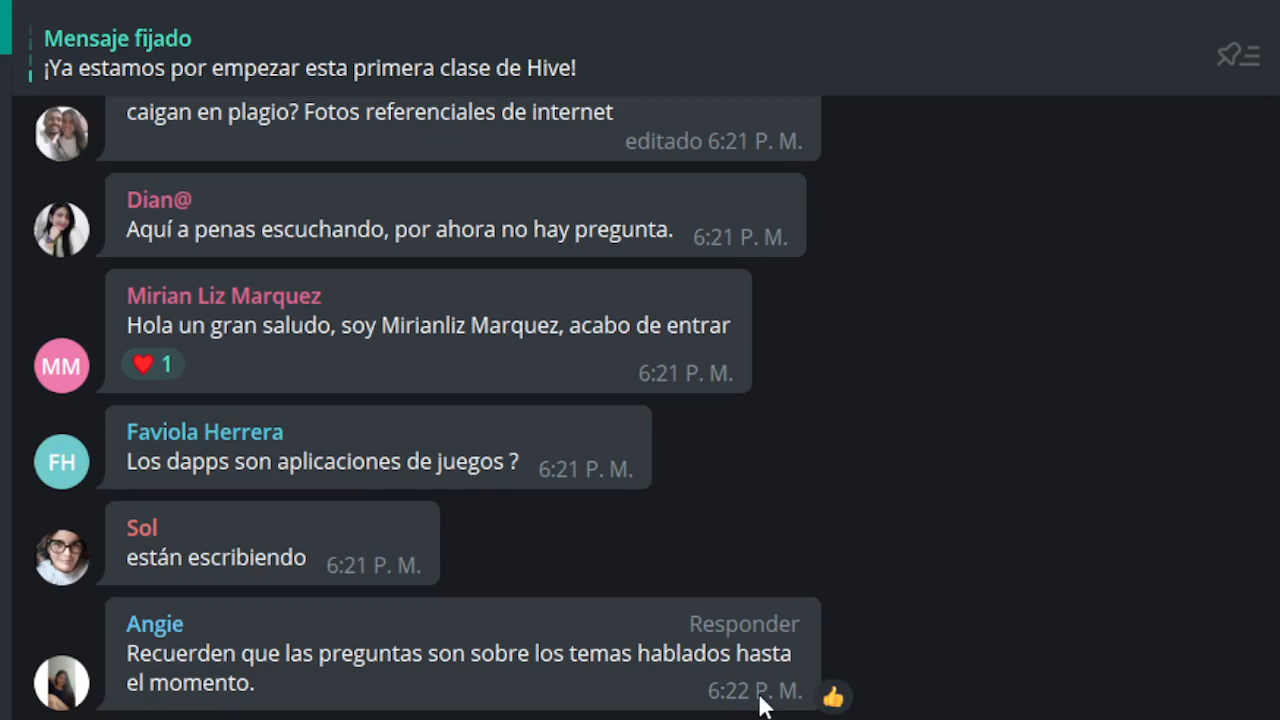 Mensaje fijado
¡Ya estamos por empezar esta primera clase de Hive!
caigan en plagio? Fotos referenciales de internet
editado 6:21 P. M.
Dian@
Aquí a penas escuchando, por ahora no hay pregunta. 6:21 P. M.
Mirian Liz Marquez
Hola un gran saludo, soy Mirianliz Marquez, acabo de entrar
❤️ 1
6:21 P. M.
MM
Faviola Herrera
Los dapps son aplicaciones de juegos ? 6:21 P. M.
FH
Sol
están escribiendo 6:21 P. M.
Angie Responder
Recuerden que las preguntas son sobre los temas hablados hasta
el momento.
6:22 P. M. 👍